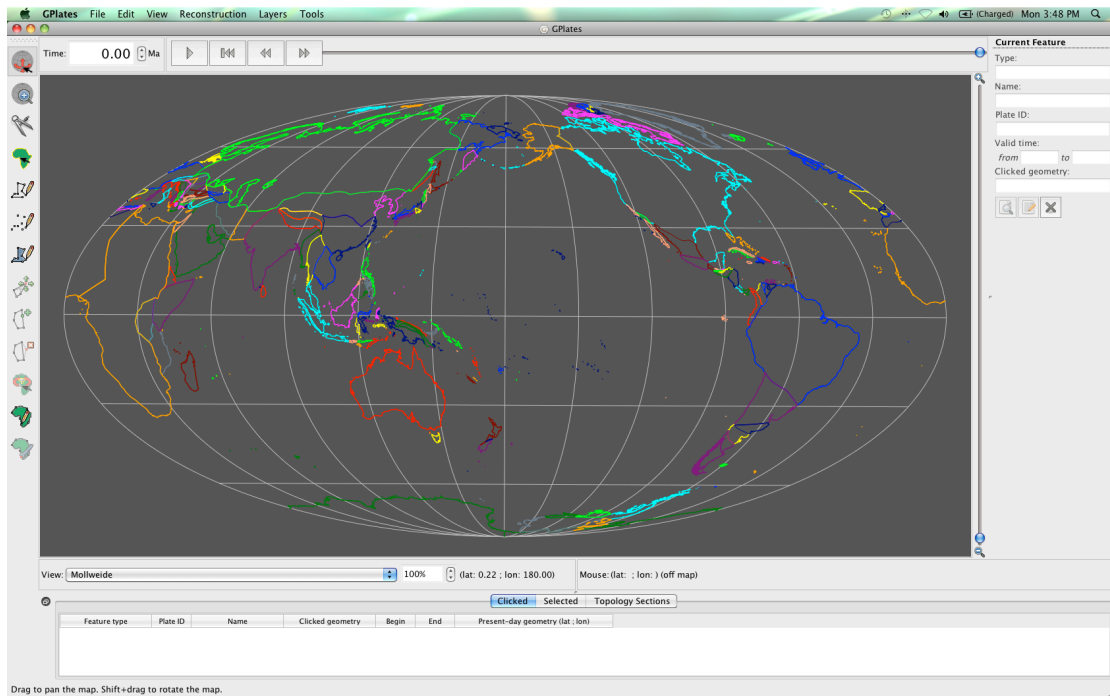 GPlates File Edit View Reconstruction Layers Tools (Charged) Mon 3:48 PM
GPlates
Time: 0.00 Ma
Current Feature
Type:
Name:
Plate ID:
Valid time:
from to
Clicked geometry:
View: Mollweide 100% (lat: 0.22 ; lon: 180.00) Mouse: (lat: ; lon: ) (off map)
Clicked Selected Topology Sections
Feature type Plate ID Name Clicked geometry Begin End Present-day geometry (lat ; lon)
Drag to pan the map. Shift+drag to rotate the map.